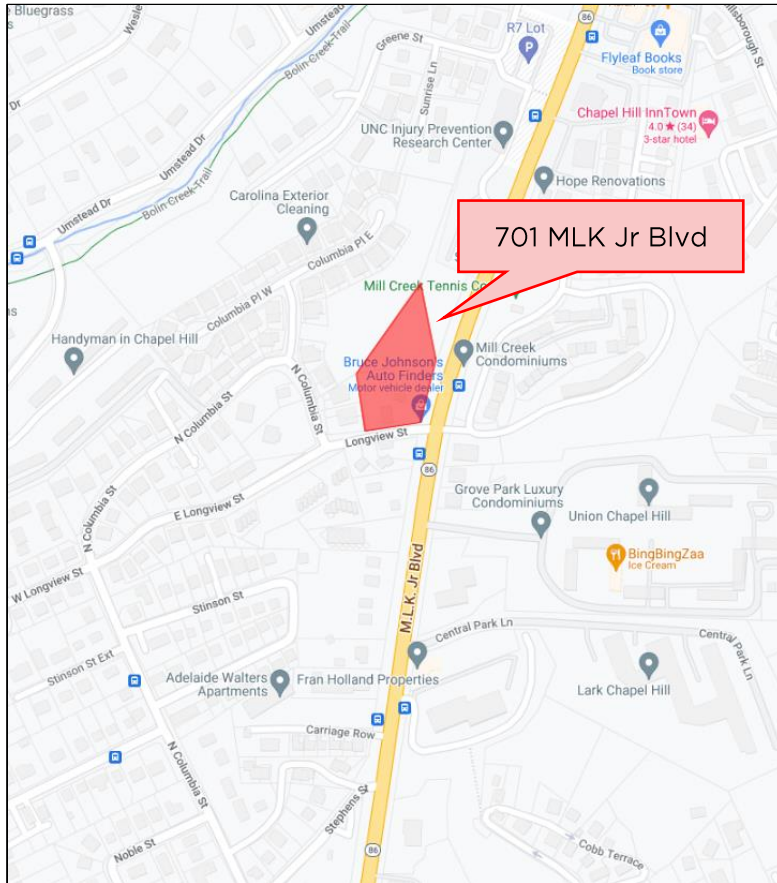 e Bluegrass
Wesley
Umstead
Greene St
Sunrise Ln
R7 Lot
86
Flyleaf Books
Book store
Hillsborough St
Dr
Bolin-Creek-Trail
UNC Injury Prevention
Research Center
Chapel Hill InnTown
4.0 ★ (34)
3-star hotel
Umstead Dr
Bolin-Creek-Trail
Carolina Exterior
Cleaning
Hope Renovations
Columbia Pl E
701 MLK Jr Blvd
Mill Creek Tennis Co
Columbia Pl W
Handyman in Chapel Hill
Mill Creek
Condominiums
Bruce Johnson's
Auto Finders
Motor vehicle dealer
N Columbia St
N Columbia St
Longview St
86
N Columbia St
E Longview St
Grove Park Luxury
Condominiums
Union Chapel Hill
BingBingZaa
Ice Cream
W Longview St
M.L.K. Jr Blvd
Stinson St
Central Park Ln
Central Park Ln
Stinson St Ext
Adelaide Walters
Apartments
Fran Holland Properties
Lark Chapel Hill
Carriage Row
N Columbia St
Stephens St
Noble St
86
Cobb Terrace